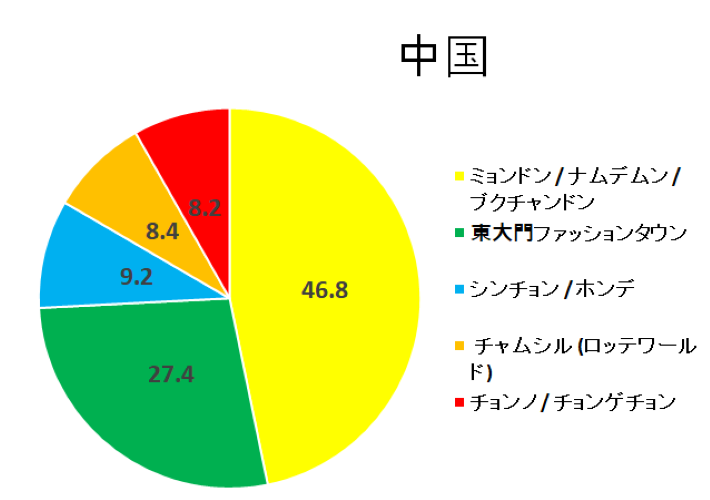 中国
8.2
8.4
9.2
46.8
27.4
ミョンドン / ナムデムン /
ブクチャンドン
東大門ファッションタウン
シンチョン / ホンデ
チャムシル (ロッテワール
ド)
チョンノ / チョンゲチョン